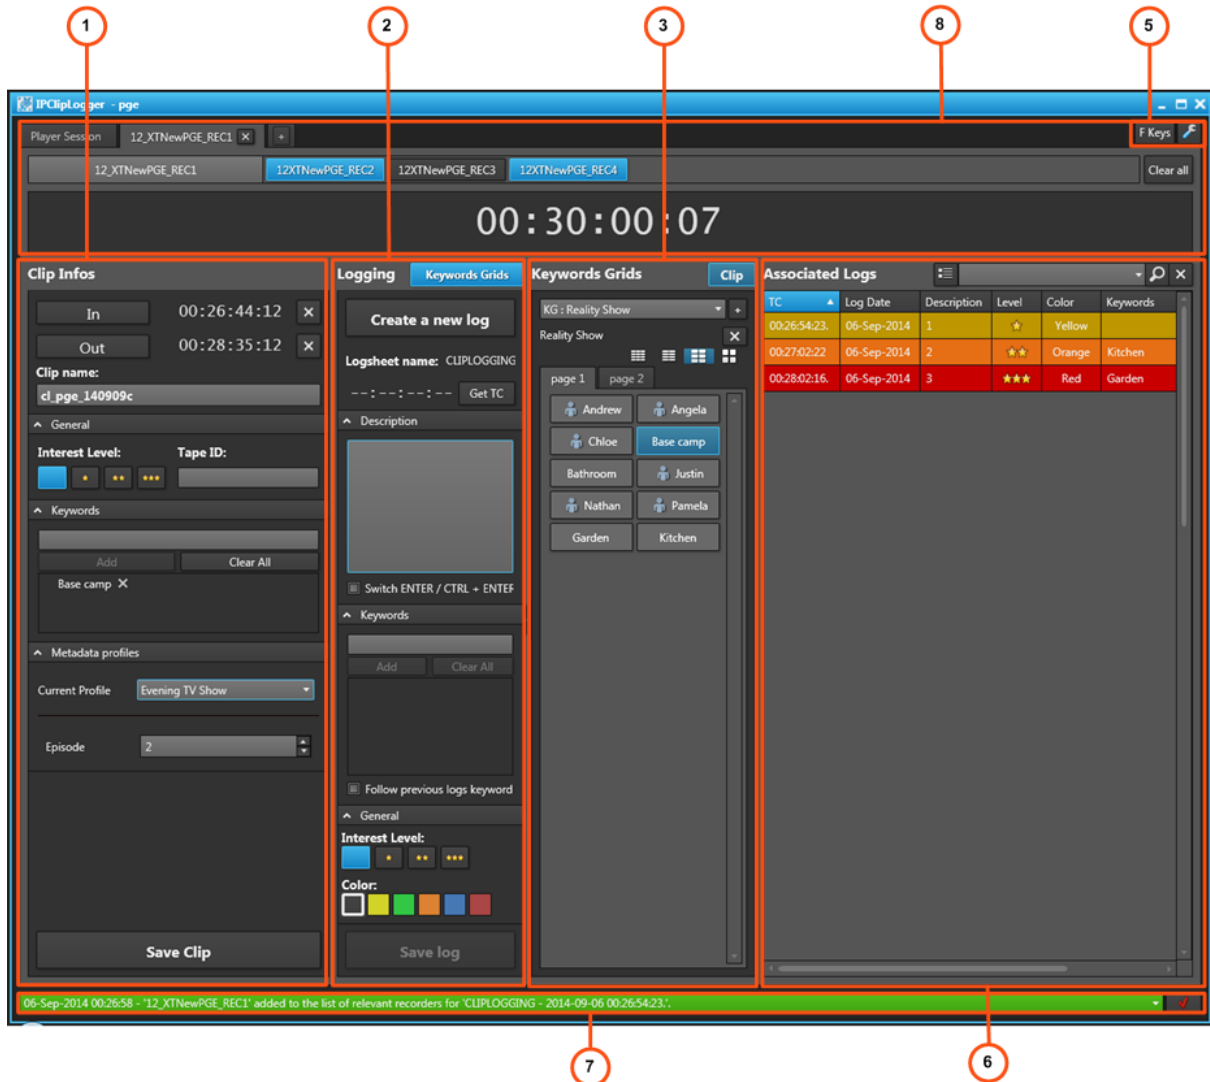 1 2 3 8 5
IPClipLogger - pge
Player Session 12_XTNewPGE_REC1 + F Keys
12_XTNewPGE_REC1 12XTNewPGE_REC2 12XTNewPGE_REC3 12XTNewPGE_REC4 Clear all
00:30:00:07
Clip Infos
In 00:26:44:12
Out 00:28:35:12
Clip name:
cl_pge_140909c
General
Interest Level: Tape ID:
Keywords
Add Clear All
Base camp
Metadata profiles
Current Profile Evening TV Show
Episode 2
Save Clip
Logging Keywords Grids
Create a new log
Logsheet name: CLIPLOGGING
--:--:--:-- Get TC
Description
Switch ENTER / CTRL + ENTER
Keywords
Add Clear All
Follow previous logs keyword
General
Interest Level:
Color:
Save log
Keywords Grids Clip
KG : Reality Show +
Reality Show
page 1 page 2
Andrew Angela
Chloe Base camp
Bathroom Justin
Nathan Pamela
Garden Kitchen
Associated Logs
TC Log Date Description Level Color Keywords
00:26:54:23. 06-Sep-2014 1 Yellow
00:27:02:22 06-Sep-2014 2 Orange Kitchen
00:28:02:16. 06-Sep-2014 3 Red Garden
06-Sep-2014 00:26:58 - '12_XTNewPGE_REC1' added to the list of relevant recorders for 'CLIPLOGGING - 2014-09-06 00:26:54:23.'.
7 6